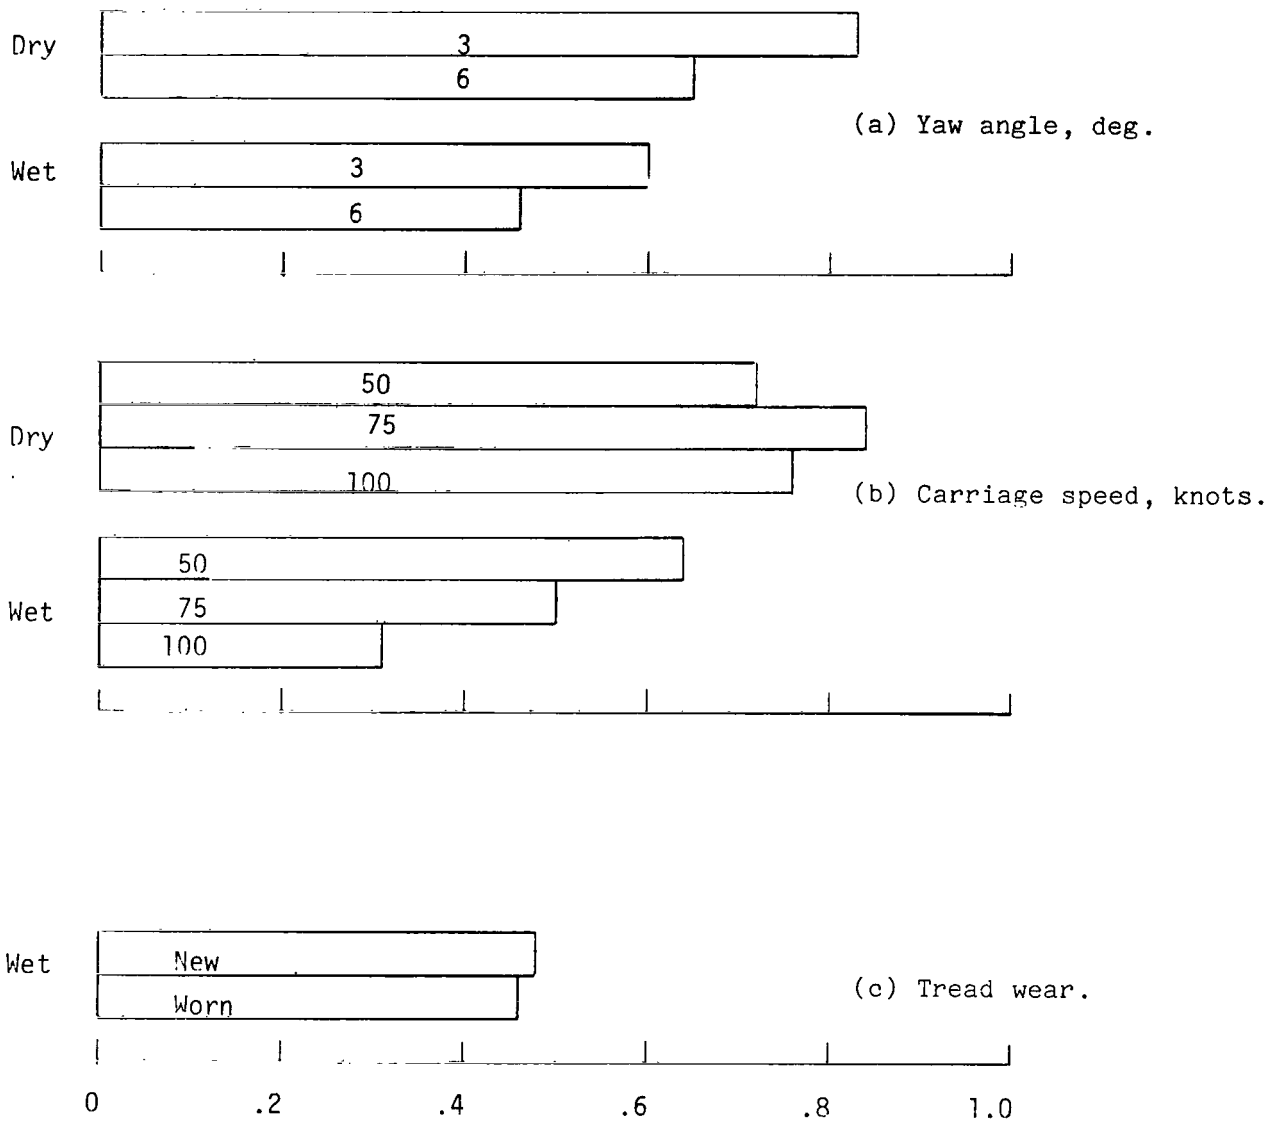 Dry
3
6
(a) Yaw angle, deg.
Wet
3
6
50
Dry
75
100
(b) Carriage speed, knots.
50
Wet
75
100
Wet
New
Worn
(c) Tread wear.
0 .2 .4 .6 .8 1.0